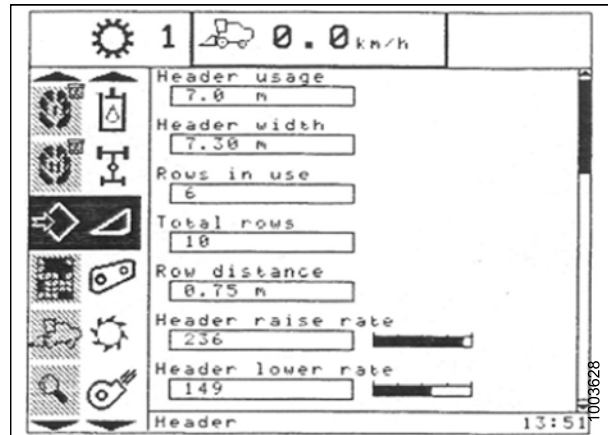 1
0.0 km/h
Header usage
7.0 m
Header width
7.30 m
Rows in use
6
Total rows
10
Row distance
0.75 m
Header raise rate
236
Header lower rate
149
Header
13:51
1003628